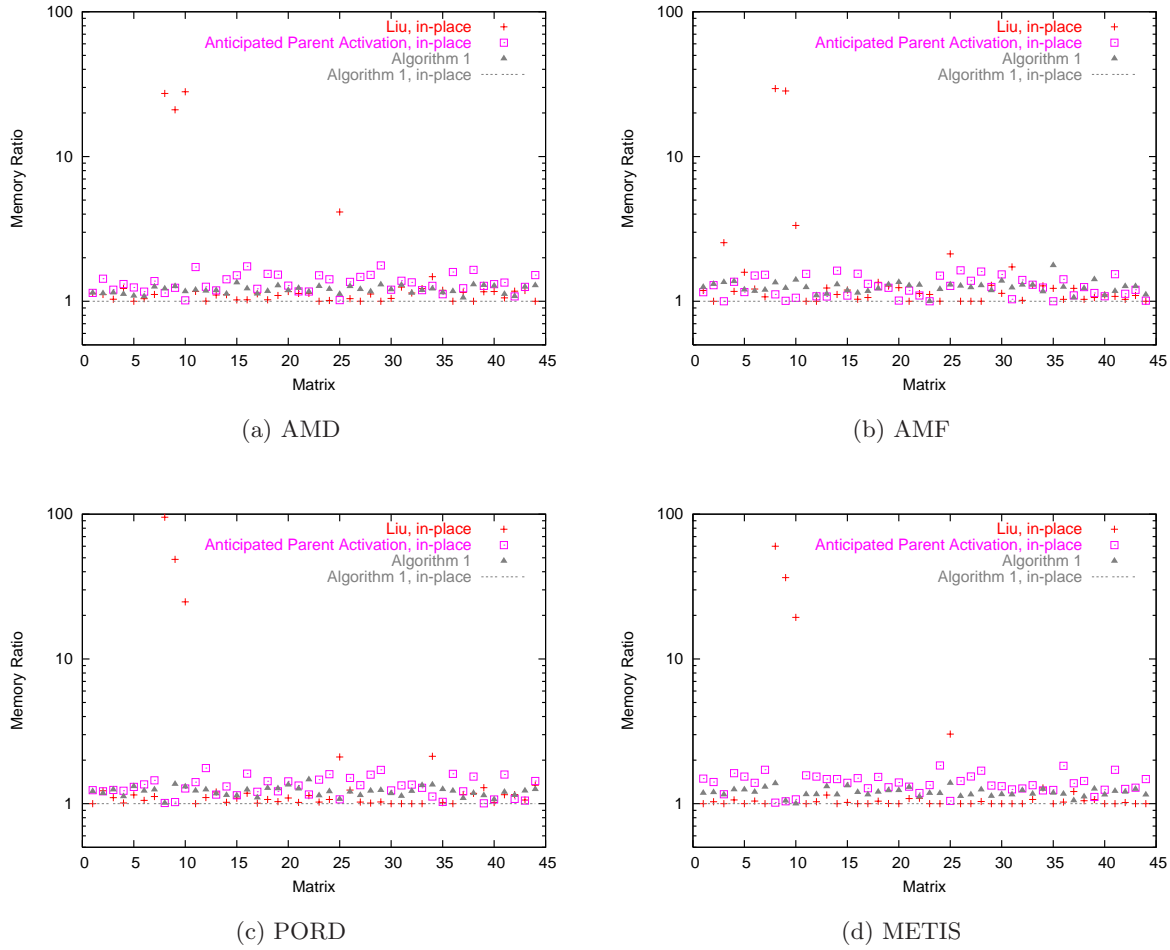 100
10
1
Memory Ratio
Liu, in-place
Anticipated Parent Activation, in-place
Algorithm 1
Algorithm 1, in-place
0 5 10 15 20 25 30 35 40 45
Matrix
(a) AMD
100
10
1
Memory Ratio
Liu, in-place
Anticipated Parent Activation, in-place
Algorithm 1
Algorithm 1, in-place
0 5 10 15 20 25 30 35 40 45
Matrix
(b) AMF
100
10
1
Memory Ratio
Liu, in-place
Anticipated Parent Activation, in-place
Algorithm 1
Algorithm 1, in-place
0 5 10 15 20 25 30 35 40 45
Matrix
(c) PORD
100
10
1
Memory Ratio
Liu, in-place
Anticipated Parent Activation, in-place
Algorithm 1
Algorithm 1, in-place
0 5 10 15 20 25 30 35 40 45
Matrix
(d) METIS